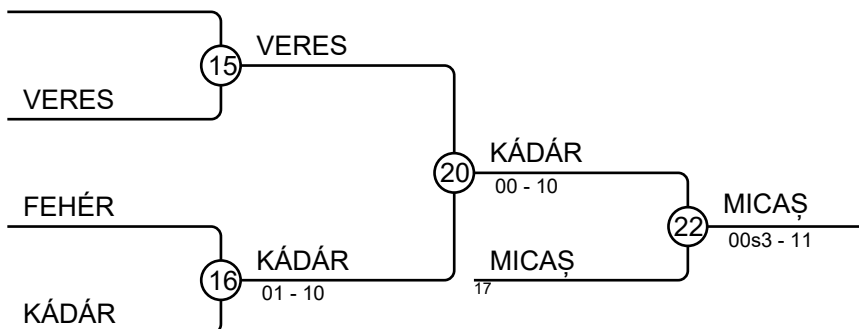 15
VERES
VERES
20
KÁDÁR
00 - 10
FEHÉR
22
MICAȘ
00s3 - 11
16
KÁDÁR
01 - 10
MICAȘ
17
KÁDÁR